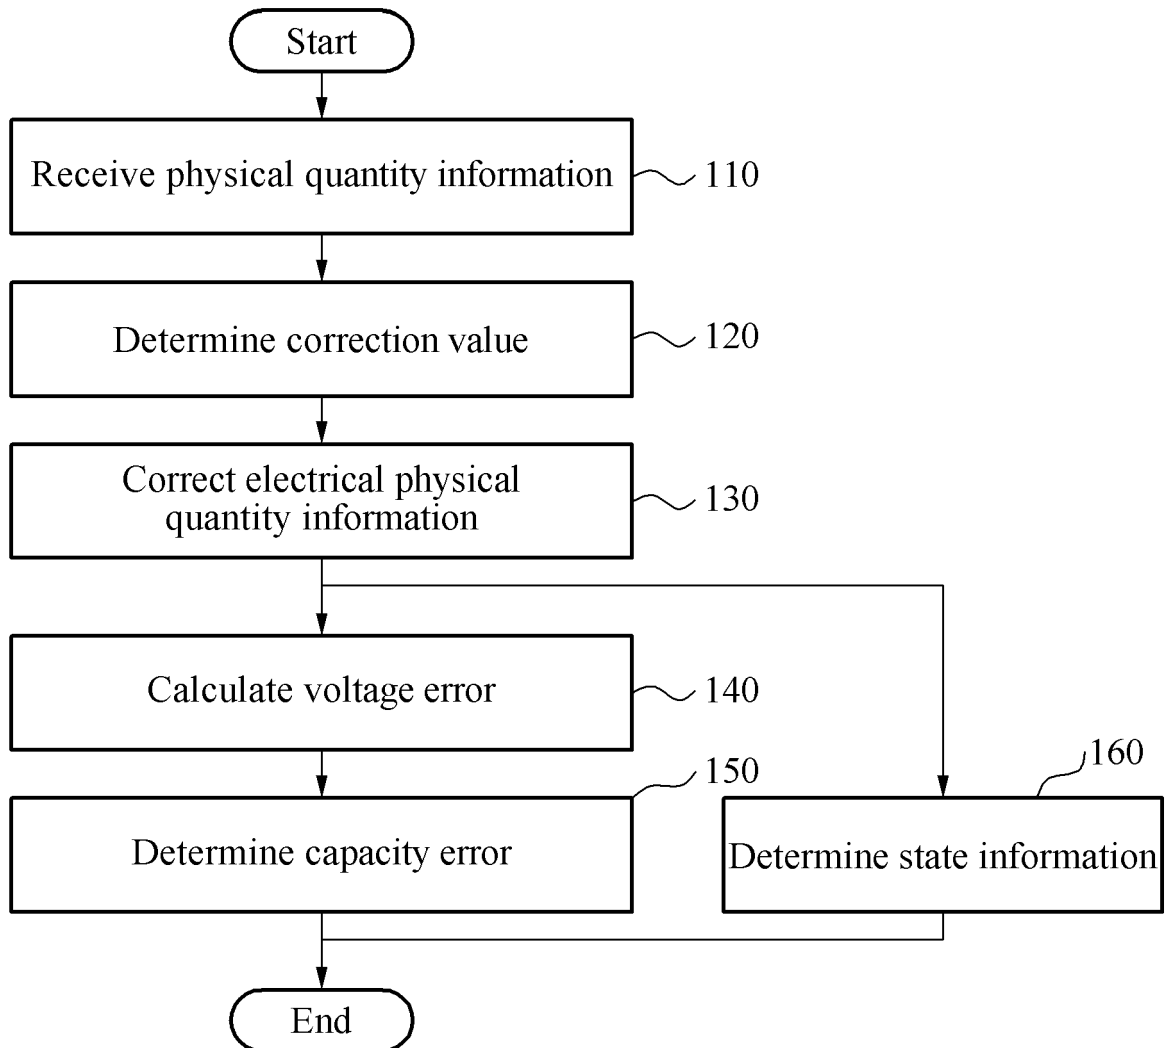 Start
Receive physical quantity information
110
Determine correction value
120
Correct electrical physical
quantity information
130
Calculate voltage error
140
150
160
Determine capacity error
Determine state information
End